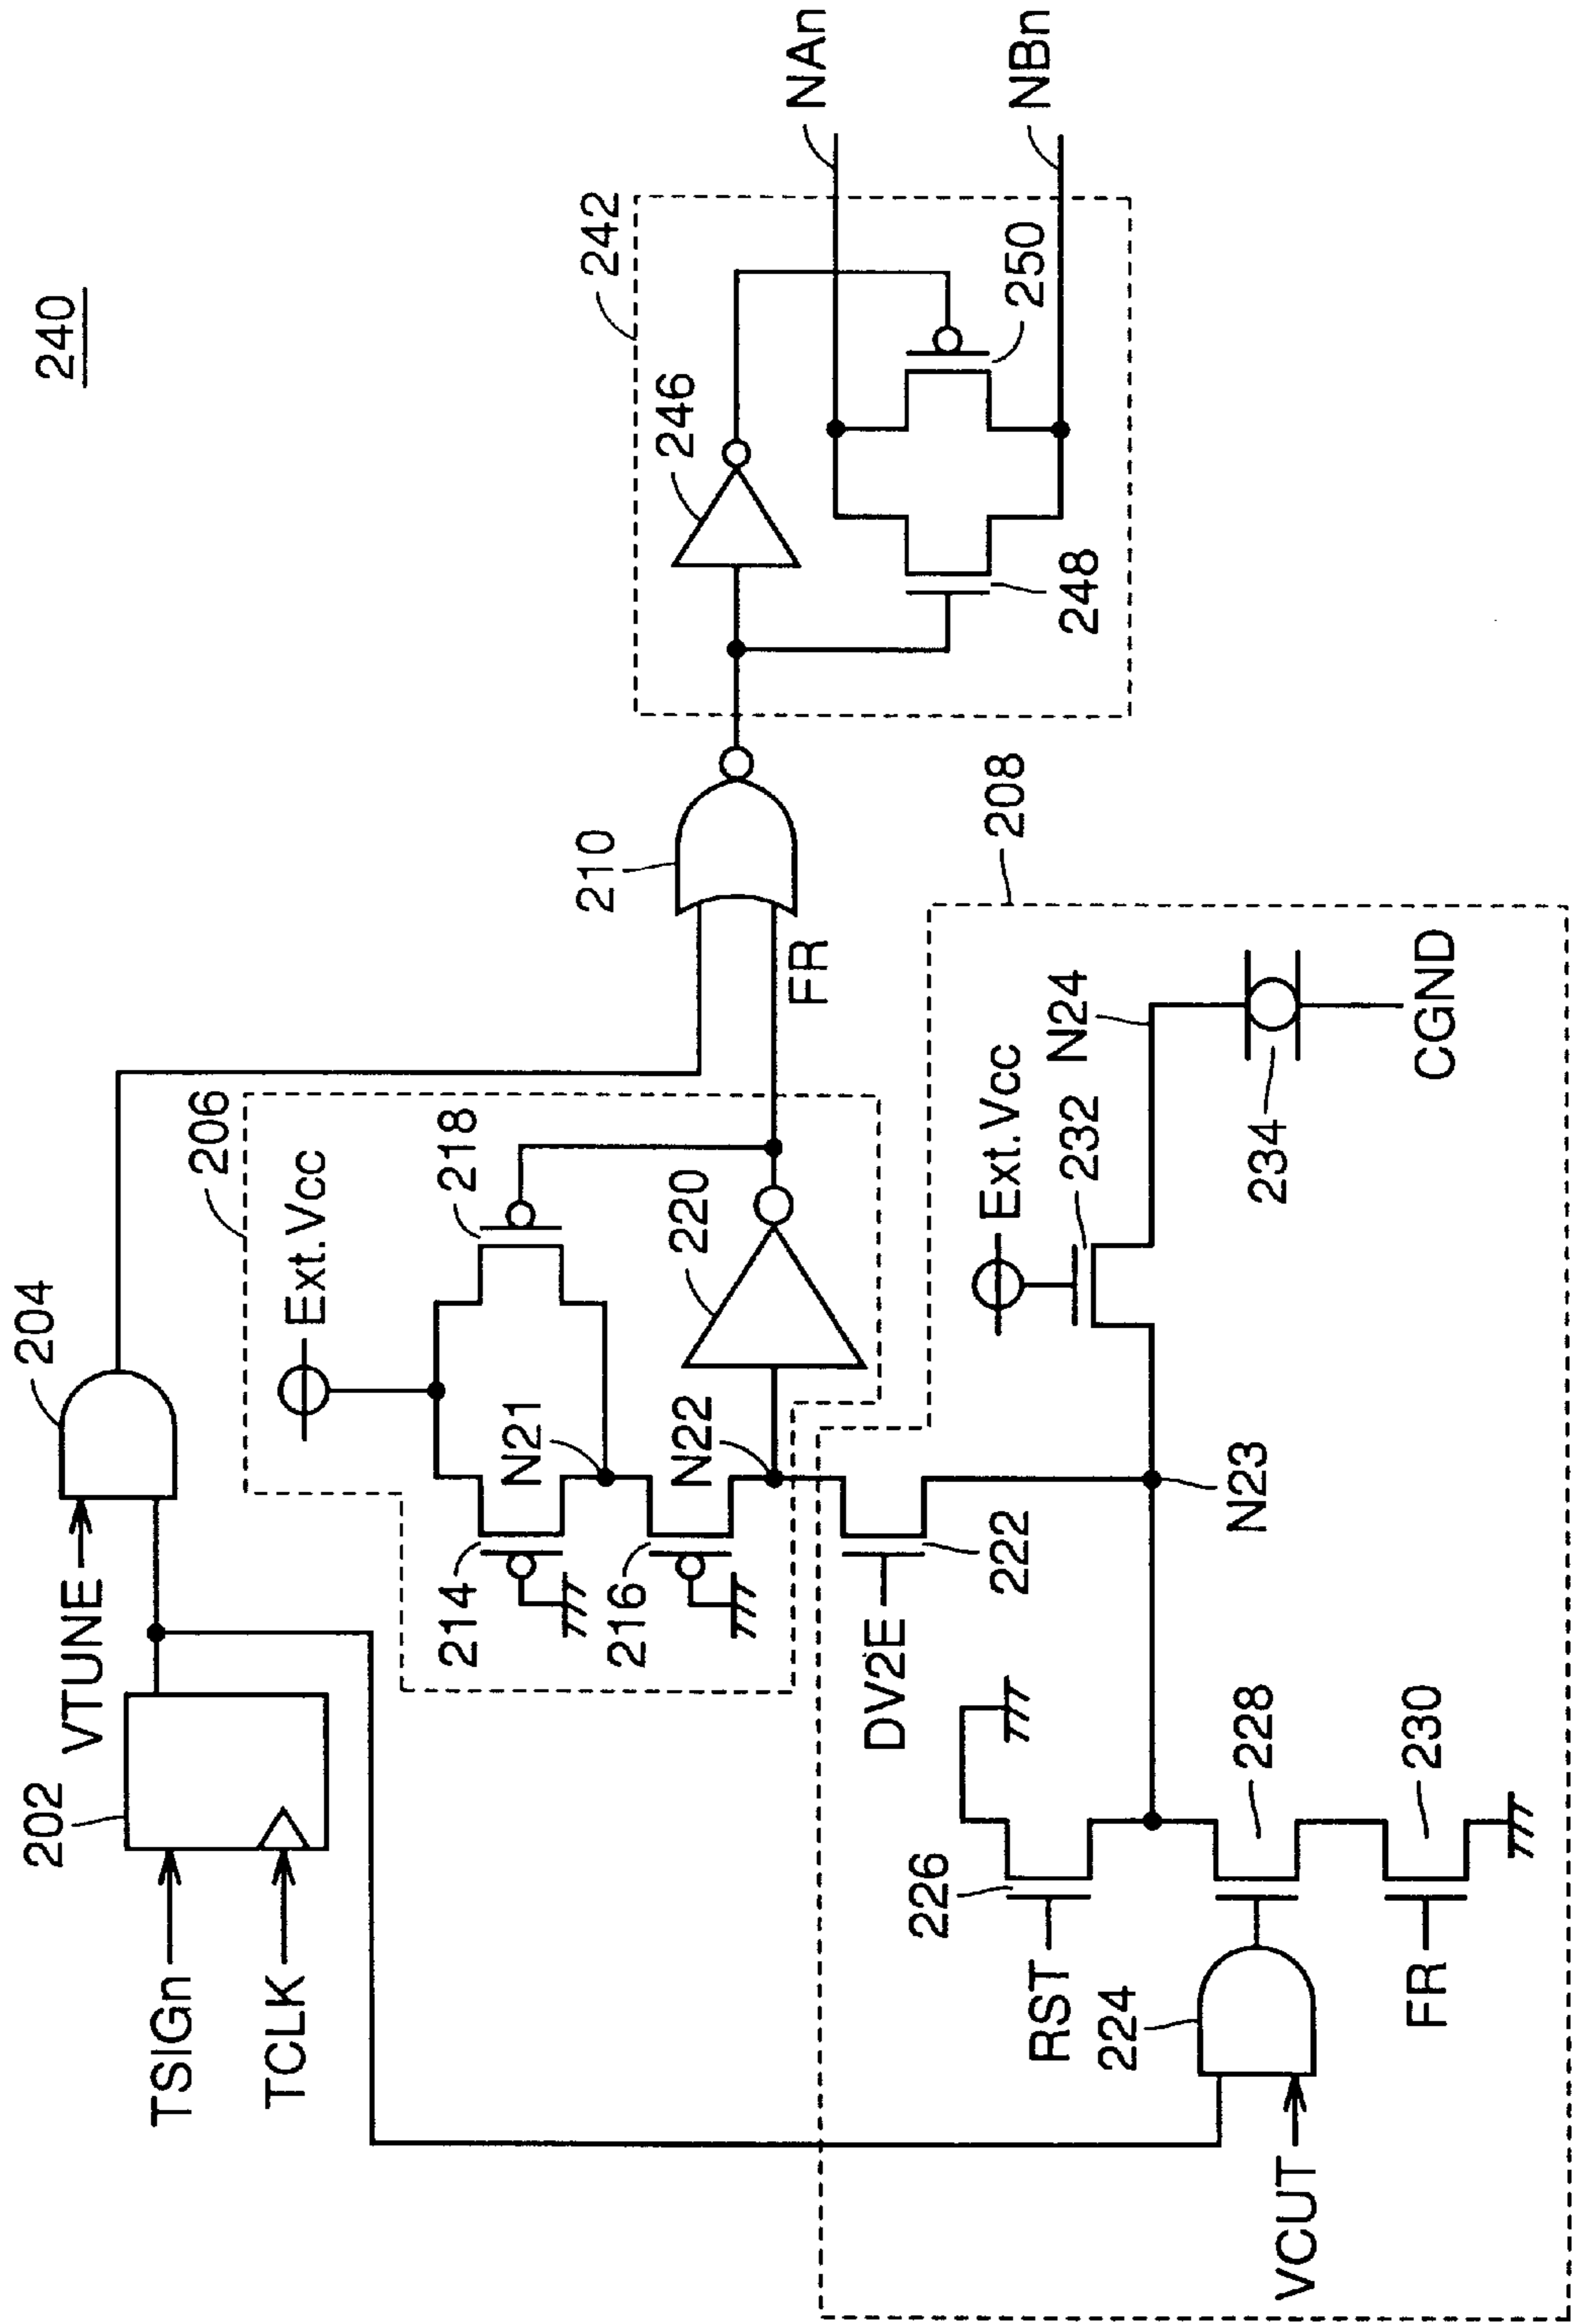 240
TSIGn
TCLK
202
VTUNE
204
206
Ext.Vcc
214
218
N21
216
N22
220
FR
210
242
246
248
250
NAn
NBn
208
DV2E
222
Ext.Vcc
232
N24
234
CGND
N23
RST
226
224
228
VCUT
FR
230